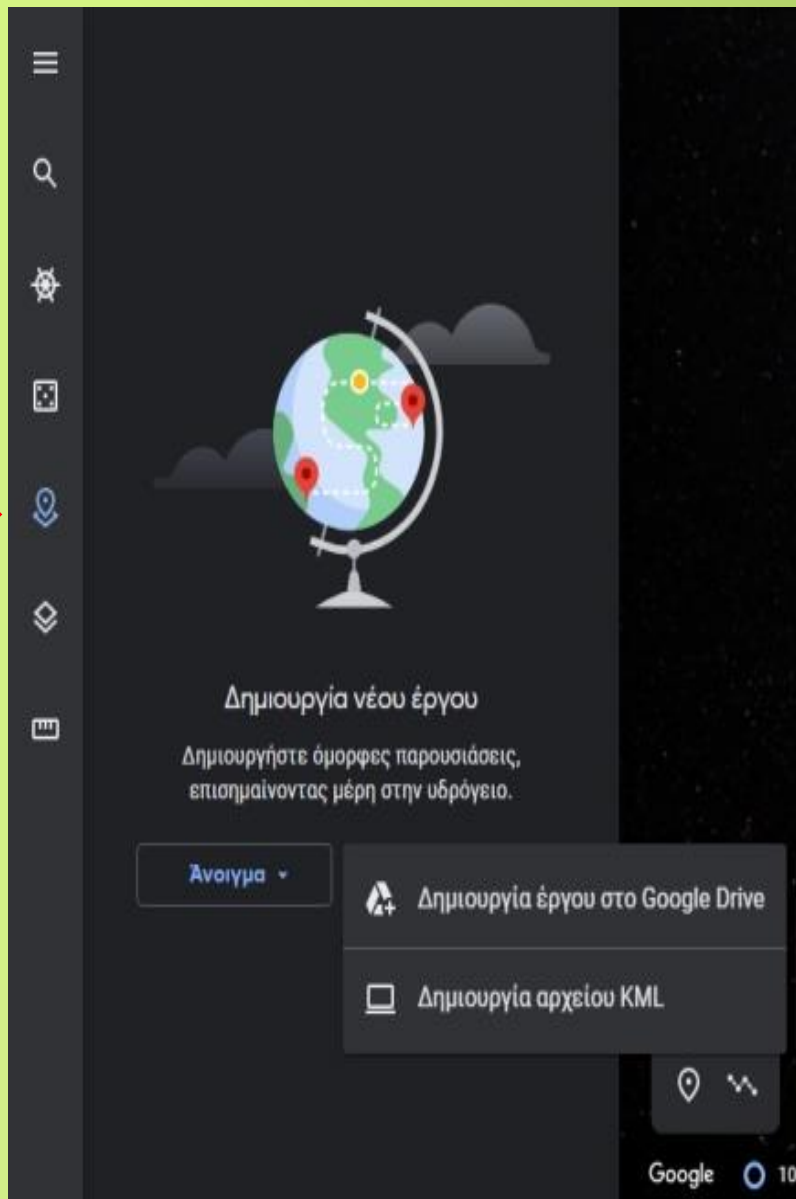 Δημιουργία νέου έργου
Δημιουργήστε όμορφες παρουσιάσεις,
επισημαίνοντας μέρη στην υδρόγειο.
Άνοιγμα
Δημιουργία έργου στο Google Drive
Δημιουργία αρχείου KML
Google
10